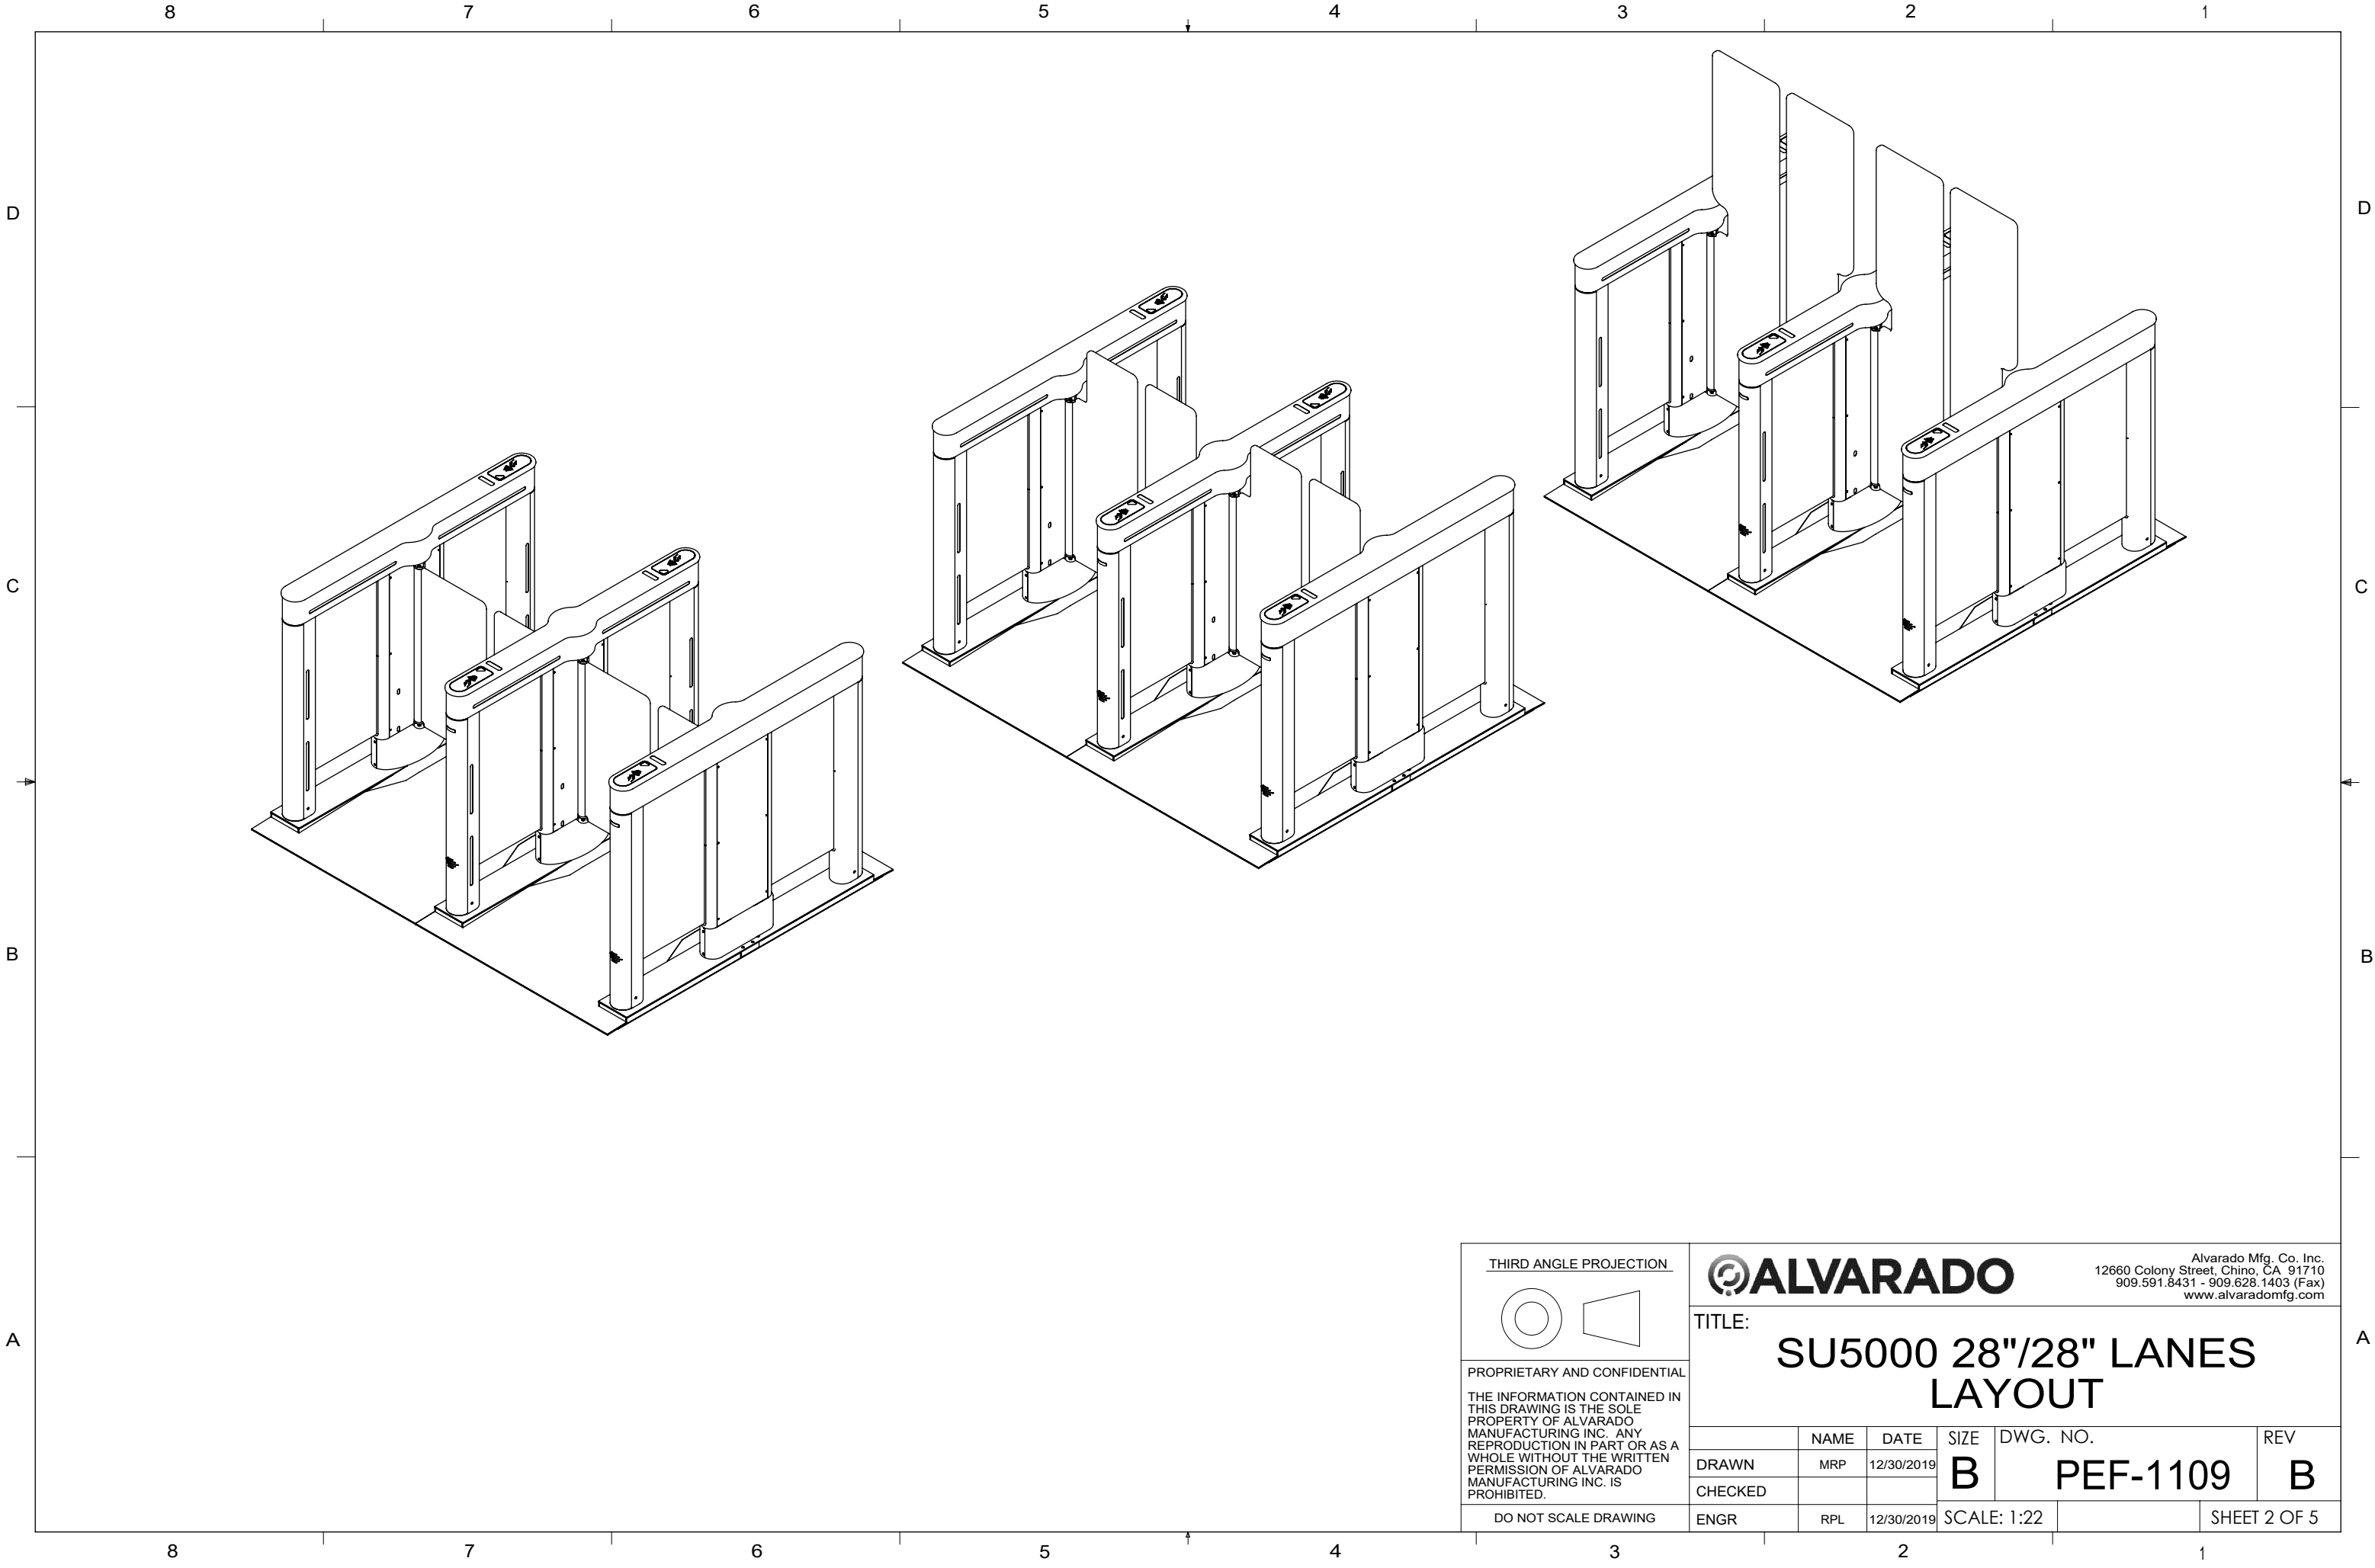 8 7 6 5 4 3 2 1
D D
C C
B B
A A
THIRD ANGLE PROJECTION
PROPRIETARY AND CONFIDENTIAL
THE INFORMATION CONTAINED IN
THIS DRAWING IS THE SOLE
PROPERTY OF ALVARADO
MANUFACTURING INC. ANY
REPRODUCTION IN PART OR AS A
WHOLE WITHOUT THE WRITTEN
PERMISSION OF ALVARADO
MANUFACTURING INC. IS
PROHIBITED.
DO NOT SCALE DRAWING
ALVARADO
Alvarado Mfg. Co. Inc.
12660 Colony Street, Chino, CA 91710
909.591.8431 - 909.628.1403 (Fax)
www.alvaradomfg.com
TITLE:
SU5000 28"/28" LANES
LAYOUT
NAME DATE
DRAWN MRP 12/30/2019
CHECKED
ENGR RPL 12/30/2019
SIZE
B
DWG. NO.
PEF-1109
REV
B
SCALE: 1:22
SHEET 2 OF 5
8 7 6 5 4 3 2 1